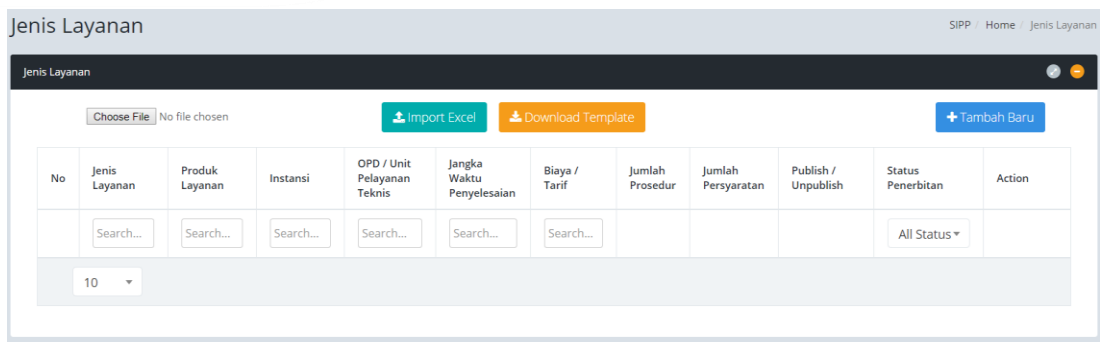 Jenis Layanan
SIPP / Home / Jenis Layanan
Jenis Layanan
Choose File No file chosen
Import Excel
Download Template
Tambah Baru
No
Jenis
Layanan
Produk
Layanan
Instansi
OPD / Unit
Pelayanan
Teknis
Jangka
Waktu
Penyelesaian
Biaya /
Tarif
Jumlah
Prosedur
Jumlah
Persyaratan
Publish /
Unpublish
Status
Penerbitan
Action
Search...
Search...
Search...
Search...
Search...
Search...
All Status
10